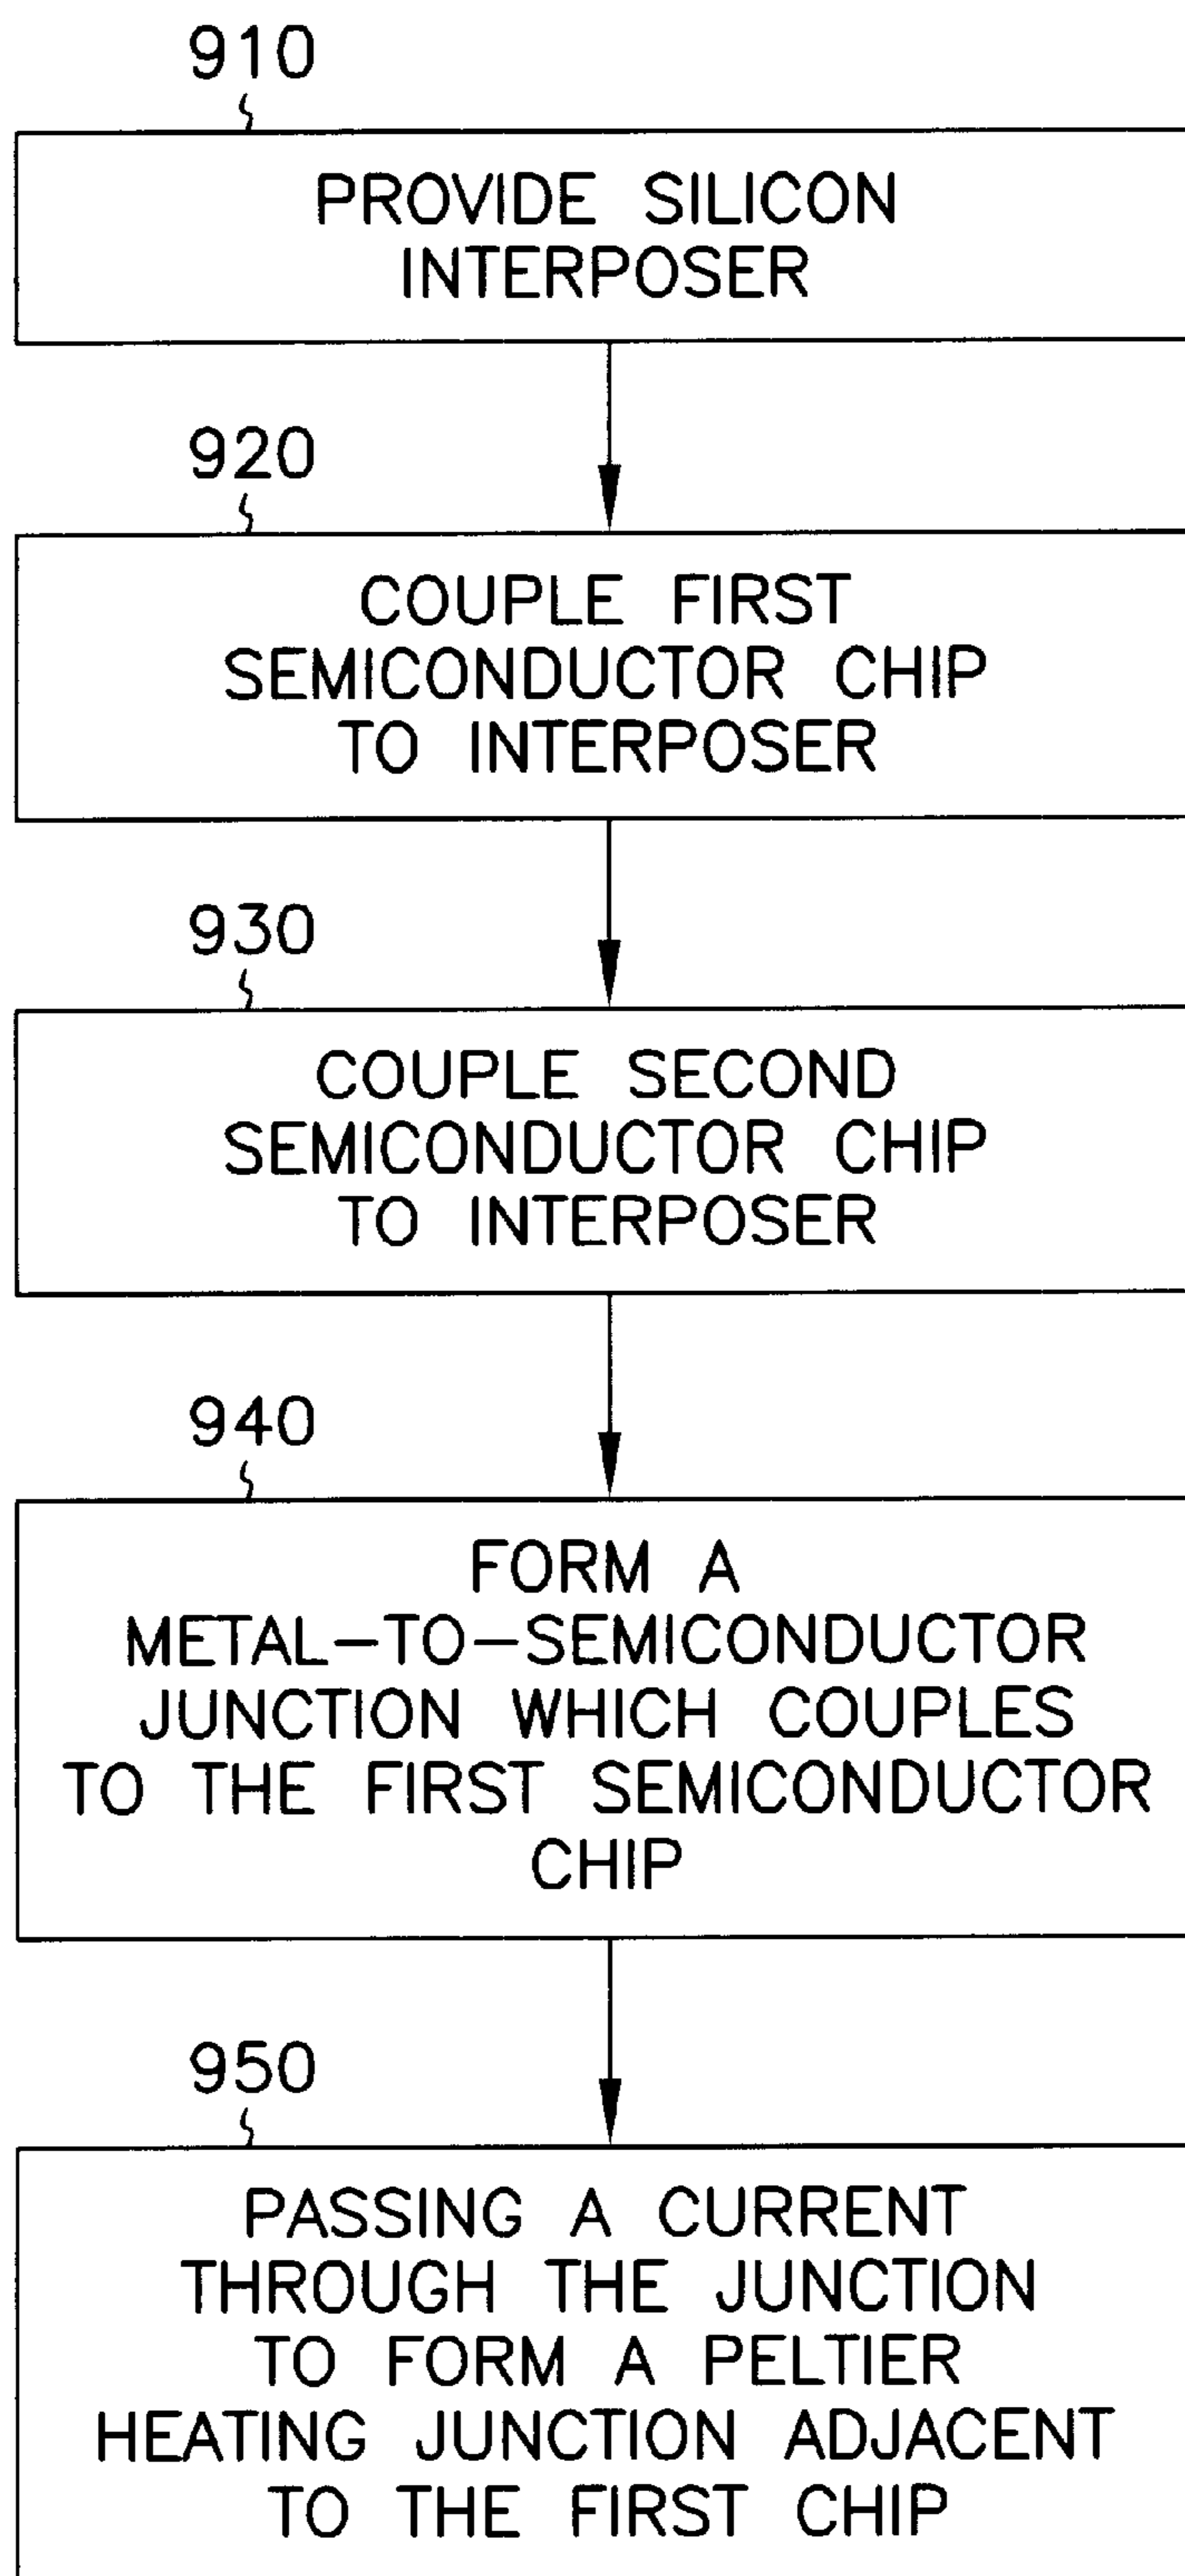 910
PROVIDE SILICON
INTERPOSER
920
COUPLE FIRST
SEMICONDUCTOR CHIP
TO INTERPOSER
930
COUPLE SECOND
SEMICONDUCTOR CHIP
TO INTERPOSER
940
FORM A
METAL-TO-SEMICONDUCTOR
JUNCTION WHICH COUPLES
TO THE FIRST SEMICONDUCTOR
CHIP
950
PASSING A CURRENT
THROUGH THE JUNCTION
TO FORM A PELTIER
HEATING JUNCTION ADJACENT
TO THE FIRST CHIP